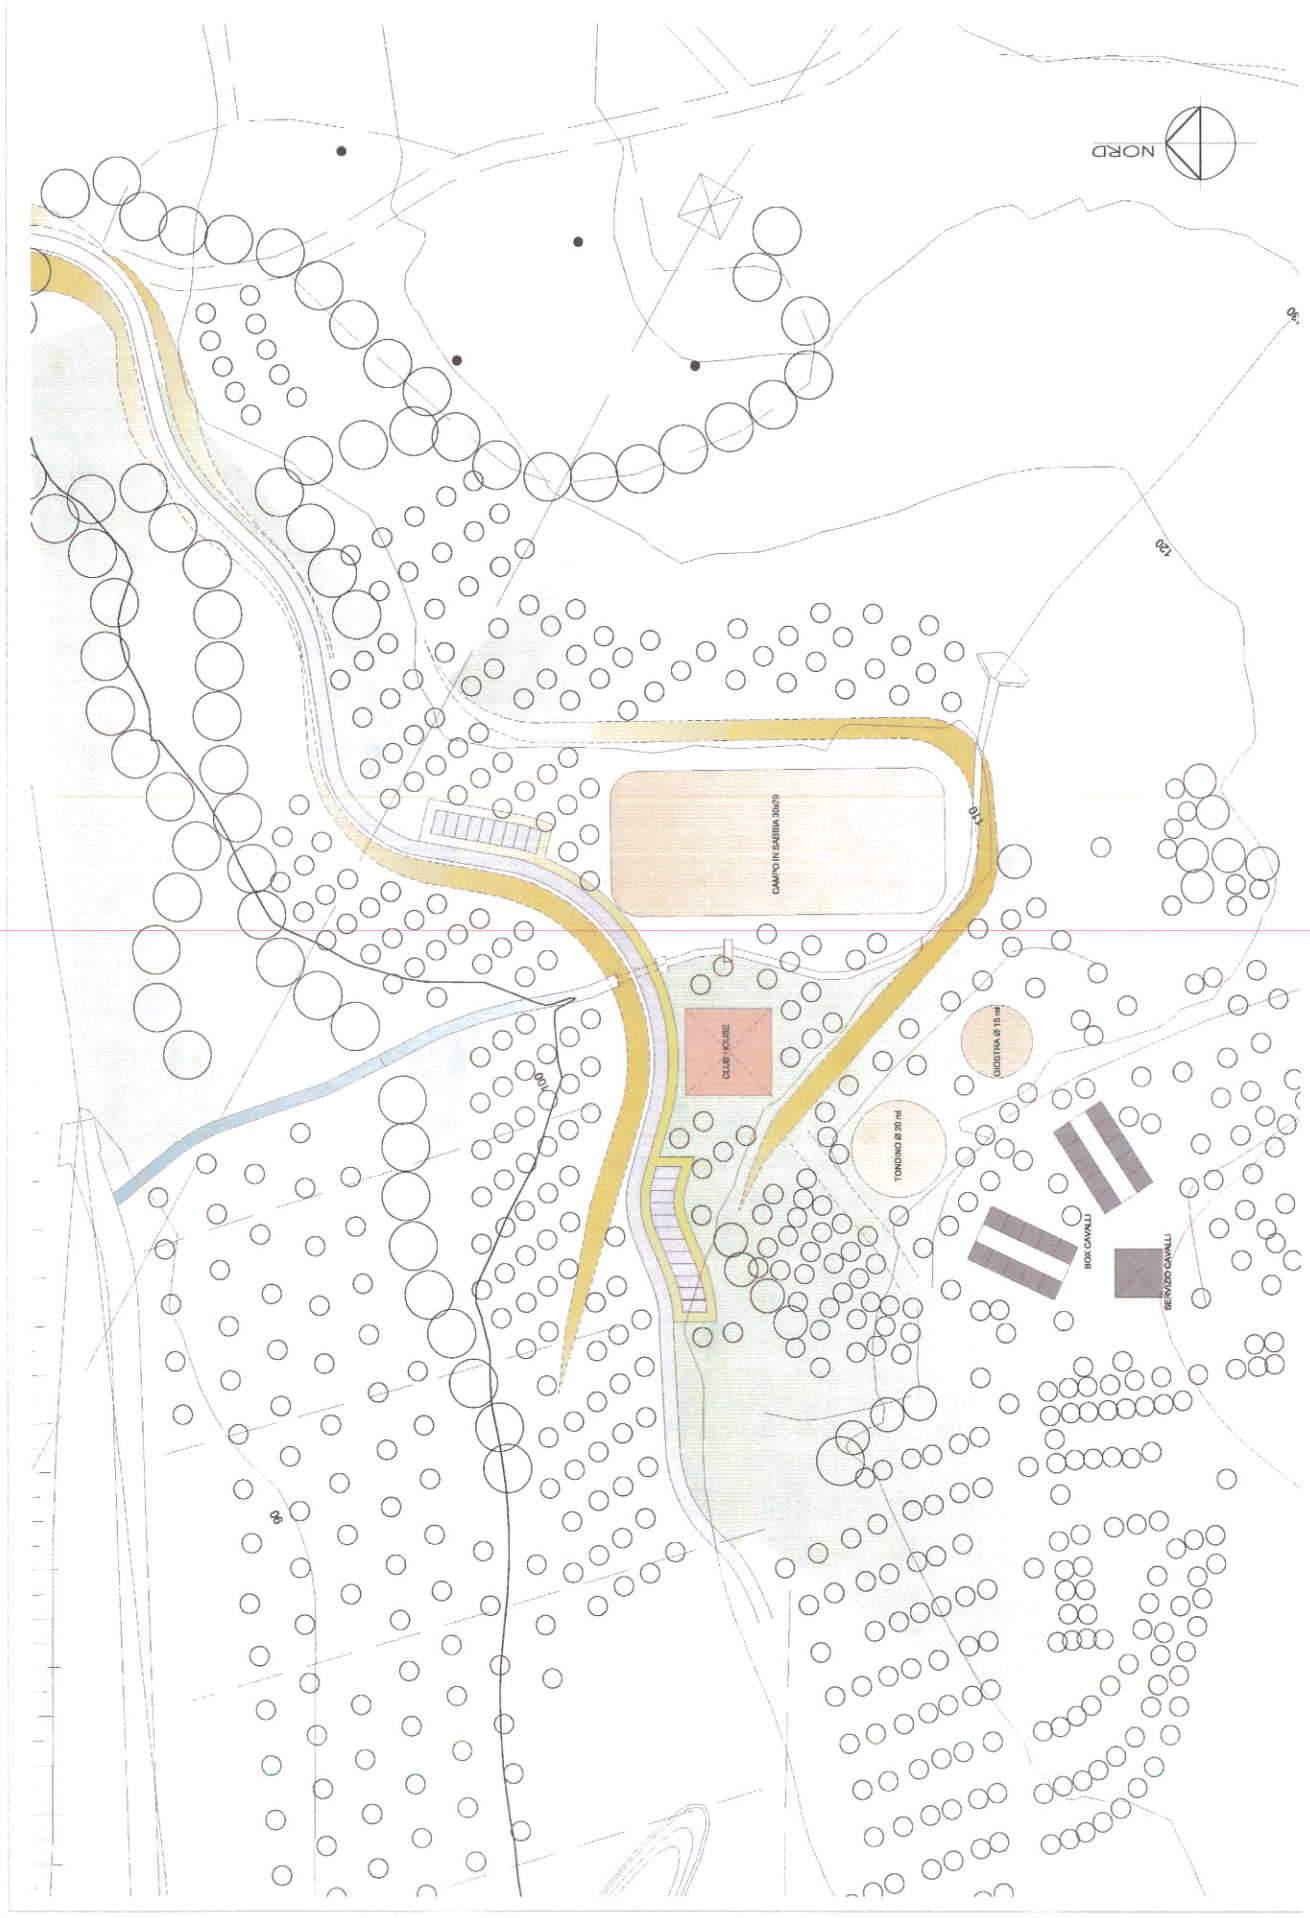 NORD
130
120
110
CAMPO IN SABBIA 30x70
CLUB HOUSE
GIOSTRA Ø 15 ml
TONDINO Ø 20 ml
100
BOX CAVALLI
SERVIZIO CAVALLI
90